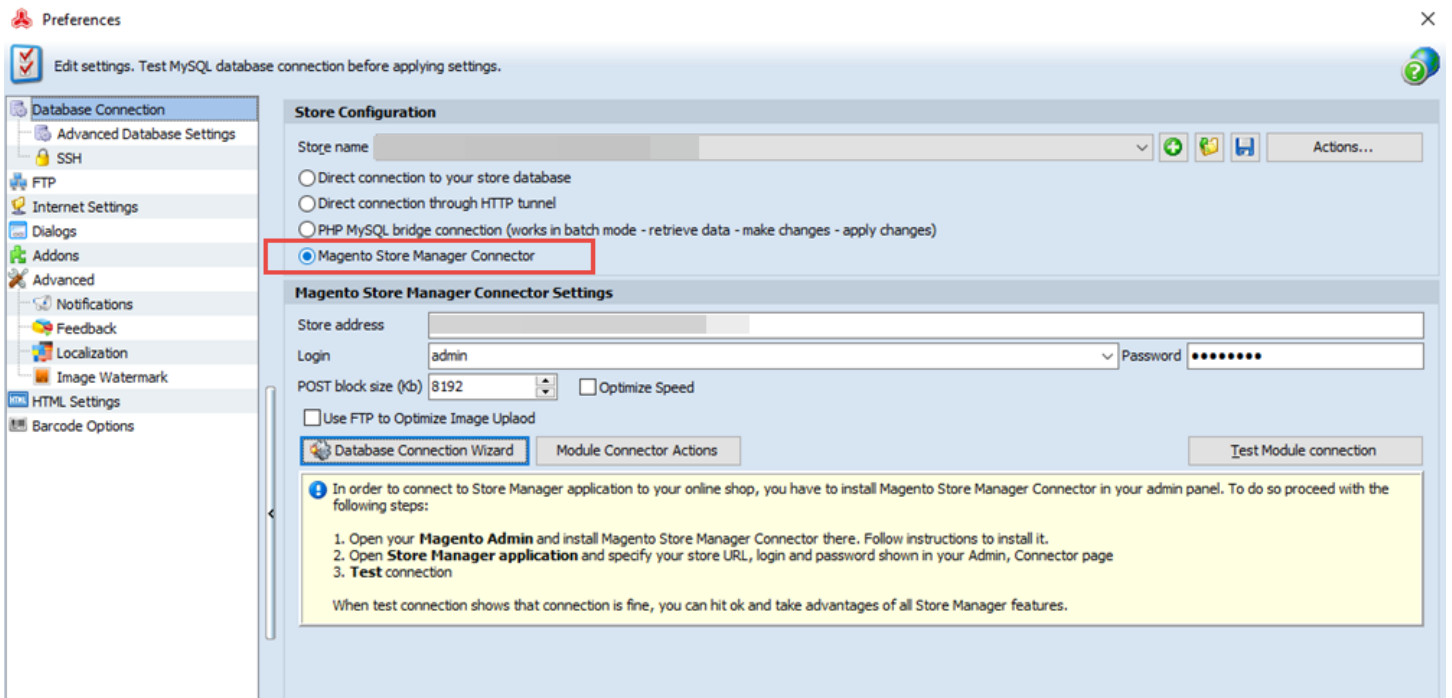 Preferences
Edit settings. Test MySQL database connection before applying settings.
Database Connection
Advanced Database Settings
SSH
FTP
Internet Settings
Dialogs
Addons
Advanced
Notifications
Feedback
Localization
Image Watermark
HTML Settings
Barcode Options
Store Configuration
Store name
Actions...
Direct connection to your store database
Direct connection through HTTP tunnel
PHP MySQL bridge connection (works in batch mode - retrieve data - make changes - apply changes)
Magento Store Manager Connector
Magento Store Manager Connector Settings
Store address
Login admin Password ●●●●●●●●
POST block size (Kb) 8192 Optimize Speed
Use FTP to Optimize Image Uplaod
Database Connection Wizard Module Connector Actions Test Module connection
In order to connect to Store Manager application to your online shop, you have to install Magento Store Manager Connector in your admin panel. To do so proceed with the
following steps:
1. Open your Magento Admin and install Magento Store Manager Connector there. Follow instructions to install it.
2. Open Store Manager application and specify your store URL, login and password shown in your Admin, Connector page
3. Test connection
When test connection shows that connection is fine, you can hit ok and take advantages of all Store Manager features.